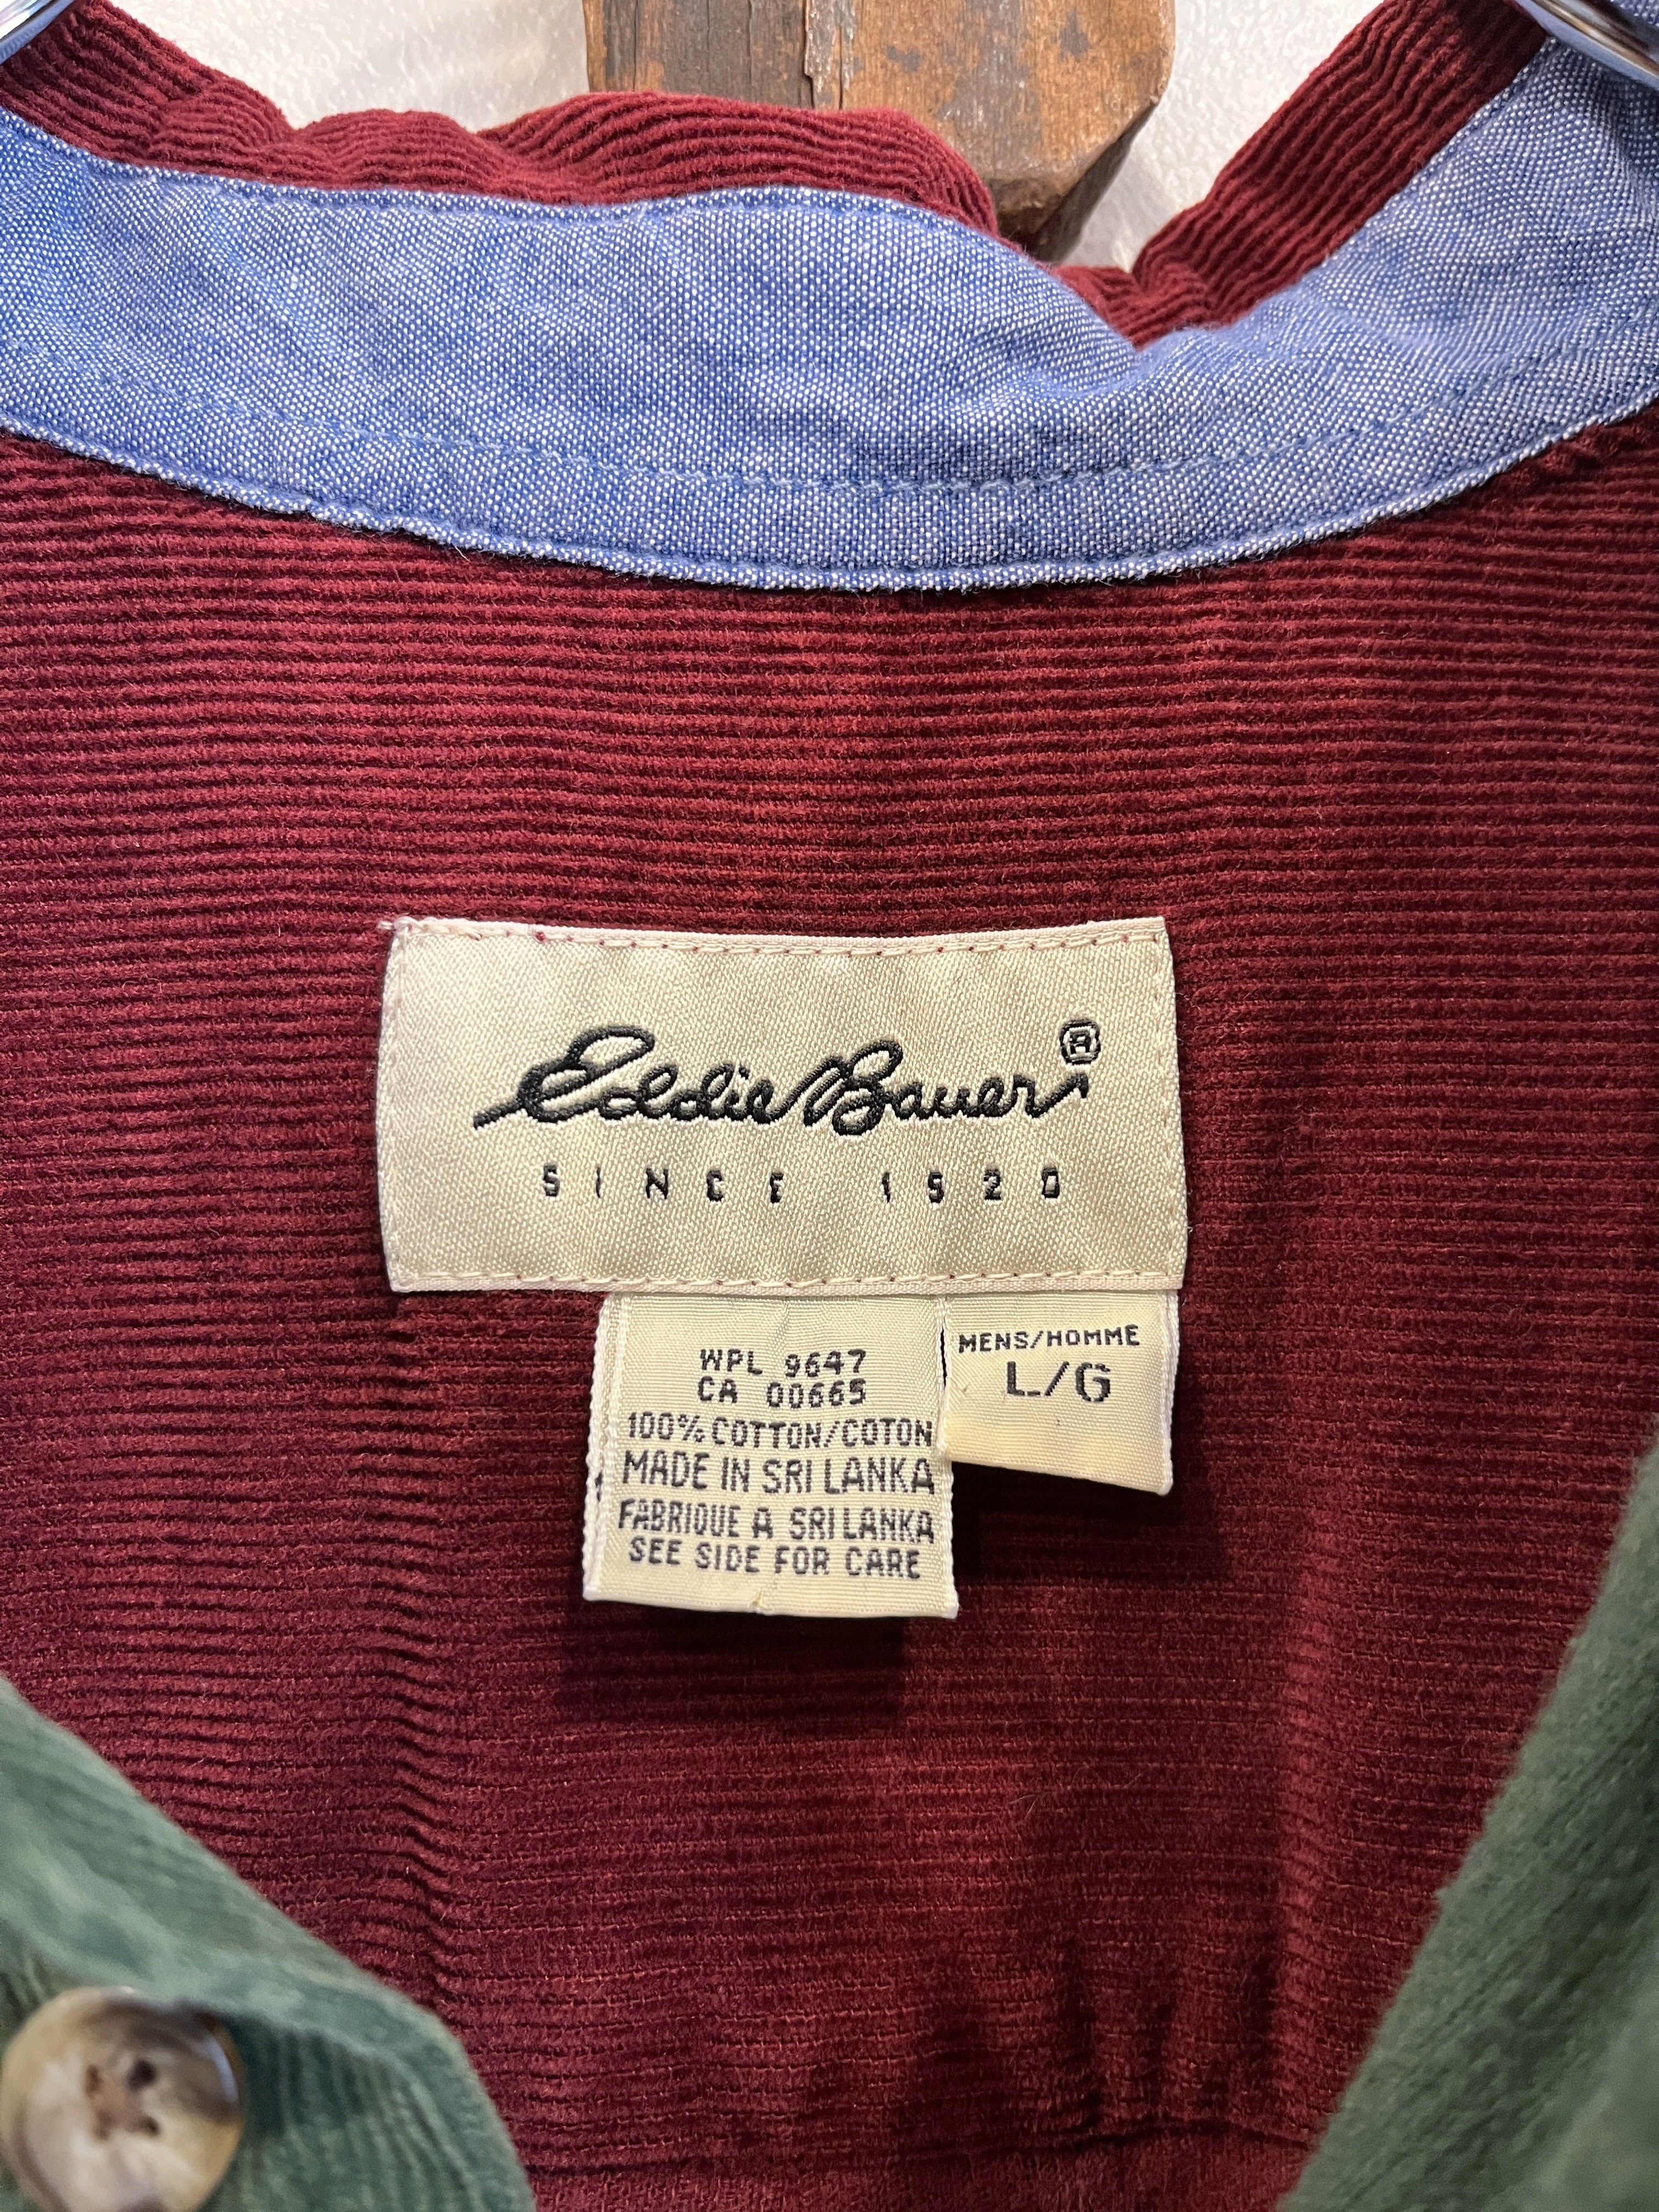 Eddie Bauer®
SINCE 1920
WPL 9647
CA 00665
100% COTTON/COTON
MADE IN SRI LANKA
FABRIQUE A SRI LANKA
SEE SIDE FOR CARE
MENS/HOMME
L/G